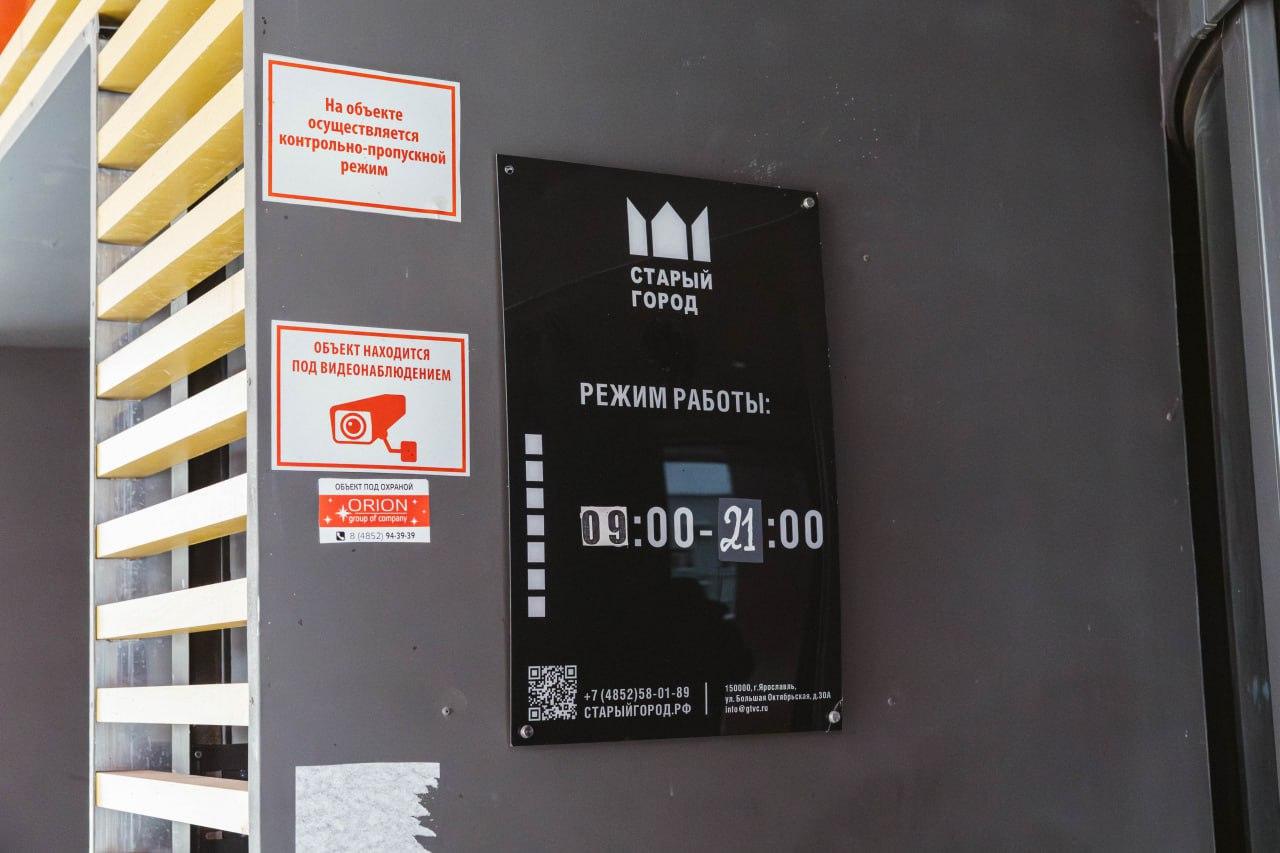 На объекте
осуществляется
контрольно-пропускной
режим
ОБЪЕКТ НАХОДИТСЯ
ПОД ВИДЕОНАБЛЮДЕНИЕМ
ОБЪЕКТ ПОД ОХРАНОЙ
ORION
group of company
8 (4852) 94-39-39
СТАРЫЙ
ГОРОД
РЕЖИМ РАБОТЫ:
09:00-21:00
+7 (4852)58-01-89
СТАРЫЙГОРОД.РФ
150000, г.Ярославль,
ул. Большая Октябрьская, д.30А
info@gtvc.ru